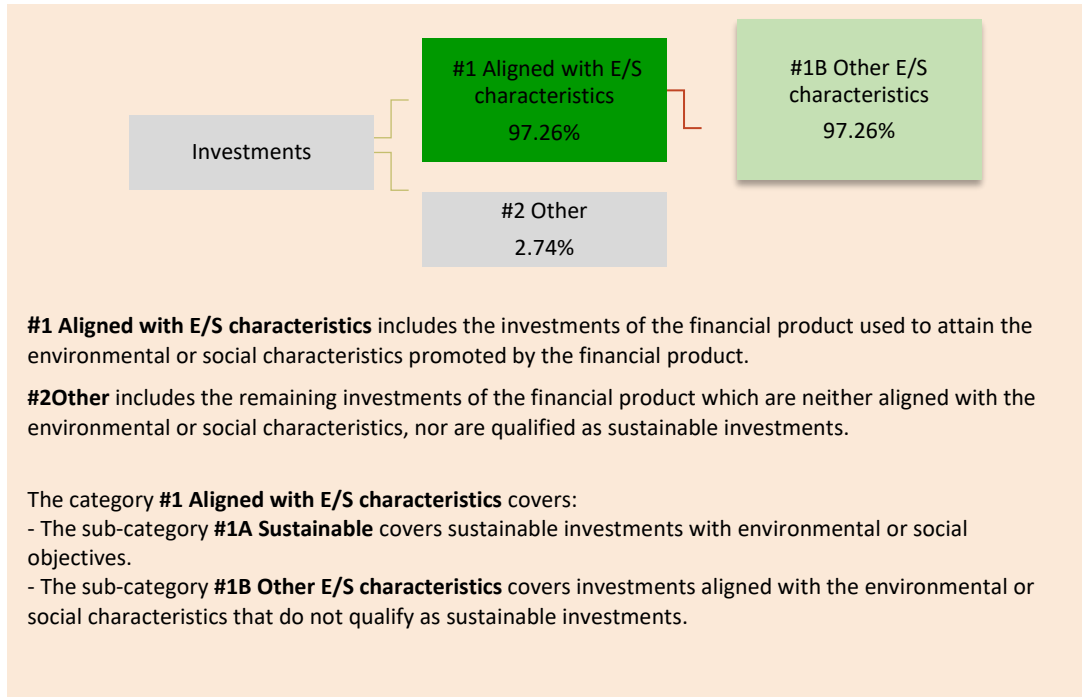 #1 Aligned with E/S
characteristics
97.26%
#1B Other E/S
characteristics
97.26%
Investments
#2 Other
2.74%
#1 Aligned with E/S characteristics includes the investments of the financial product used to attain the
environmental or social characteristics promoted by the financial product.
#2Other includes the remaining investments of the financial product which are neither aligned with the
environmental or social characteristics, nor are qualified as sustainable investments.
The category #1 Aligned with E/S characteristics covers:
- The sub-category #1A Sustainable covers sustainable investments with environmental or social
objectives.
- The sub-category #1B Other E/S characteristics covers investments aligned with the environmental or
social characteristics that do not qualify as sustainable investments.